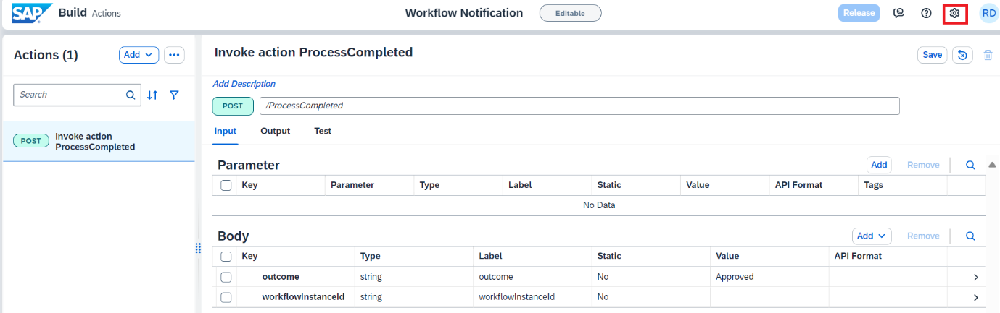 SAP Build Actions Workflow Notification Editable Release RD
Actions (1) Add ... Invoke action ProcessCompleted Save
Add Description
Search POST /ProcessCompleted
Input Output Test
POST Invoke action
ProcessCompleted
Parameter Add Remove
Key Parameter Type Label Static Value API Format Tags
No Data
Body Add Remove
Key Type Label Static Value API Format
outcome string outcome No Approved
workflowInstanceId string workflowInstanceId No